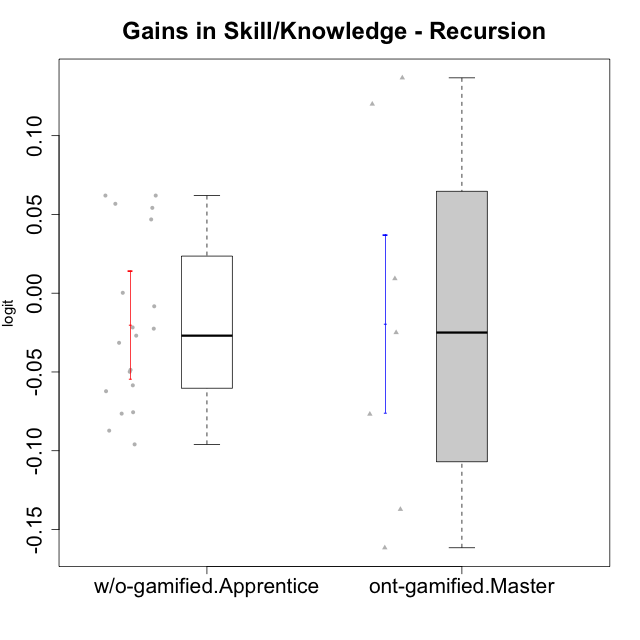 Gains in Skill/Knowledge - Recursion
logit
0.10
0.05
0.00
-0.05
-0.10
-0.15
w/o-gamified.Apprentice
ont-gamified.Master